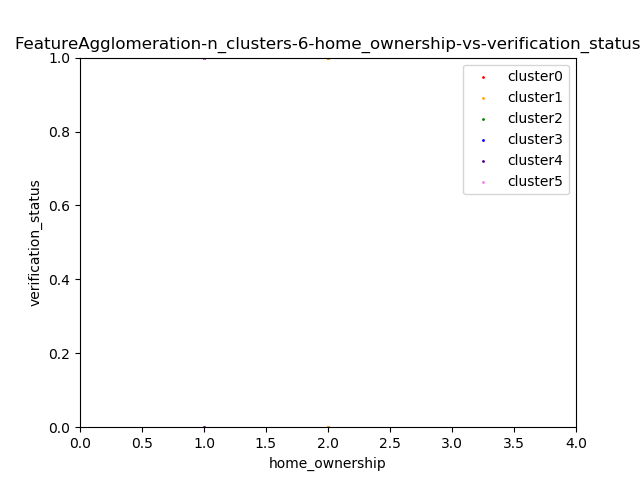 FeatureAgglomeration-n_clusters-6-home_ownership-vs-verification_status
1.0
0.8
0.6
0.4
0.2
0.0
verification_status
cluster0
cluster1
cluster2
cluster3
cluster4
cluster5
0.0 0.5 1.0 1.5 2.0 2.5 3.0 3.5 4.0
home_ownership